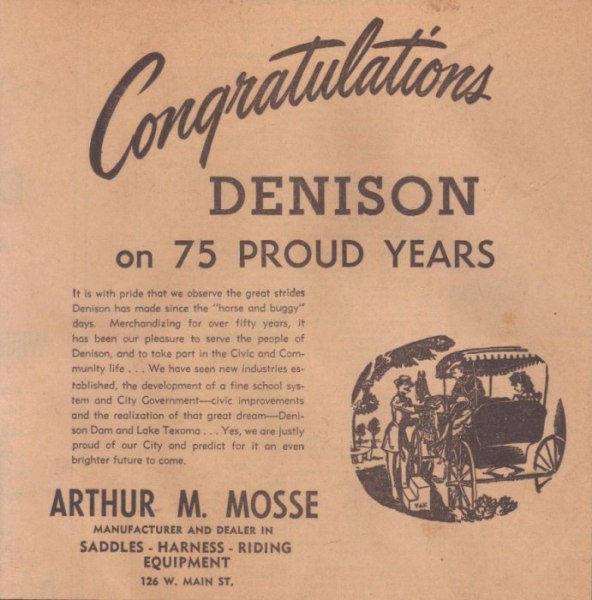 Congratulations
DENISON
on 75 PROUD YEARS
It is with pride that we observe the great strides
Denison has made since the "horse and buggy"
days. Merchandizing for over fifty years, it
has been our pleasure to serve the people of
Denison, and to take part in the Civic and Com-
munity life . . . We have seen new industries es-
tablished, the development of a fine school sys-
tem and City Government—civic improvements
and the realization of that great dream—Deni-
son Dam and Lake Texoma . . . Yes, we are justly
proud of our City and predict for it an even
brighter future to come.
ARTHUR M. MOSSE
MANUFACTURER AND DEALER IN
SADDLES - HARNESS - RIDING
EQUIPMENT
126 W. MAIN ST.